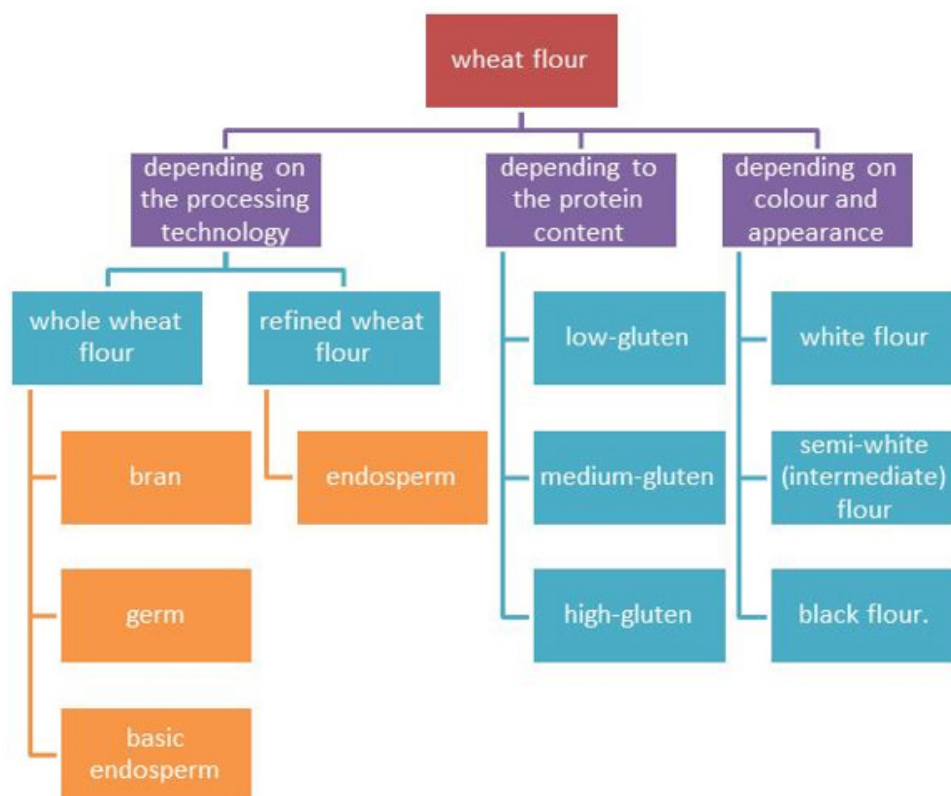 wheat flour
depending on
the processing
technology
depending to
the protein
content
depending on
colour and
appearance
whole wheat
flour
refined wheat
flour
low-gluten
white flour
bran
endosperm
medium-gluten
semi-white
(intermediate)
flour
germ
high-gluten
black flour.
basic
endosperm